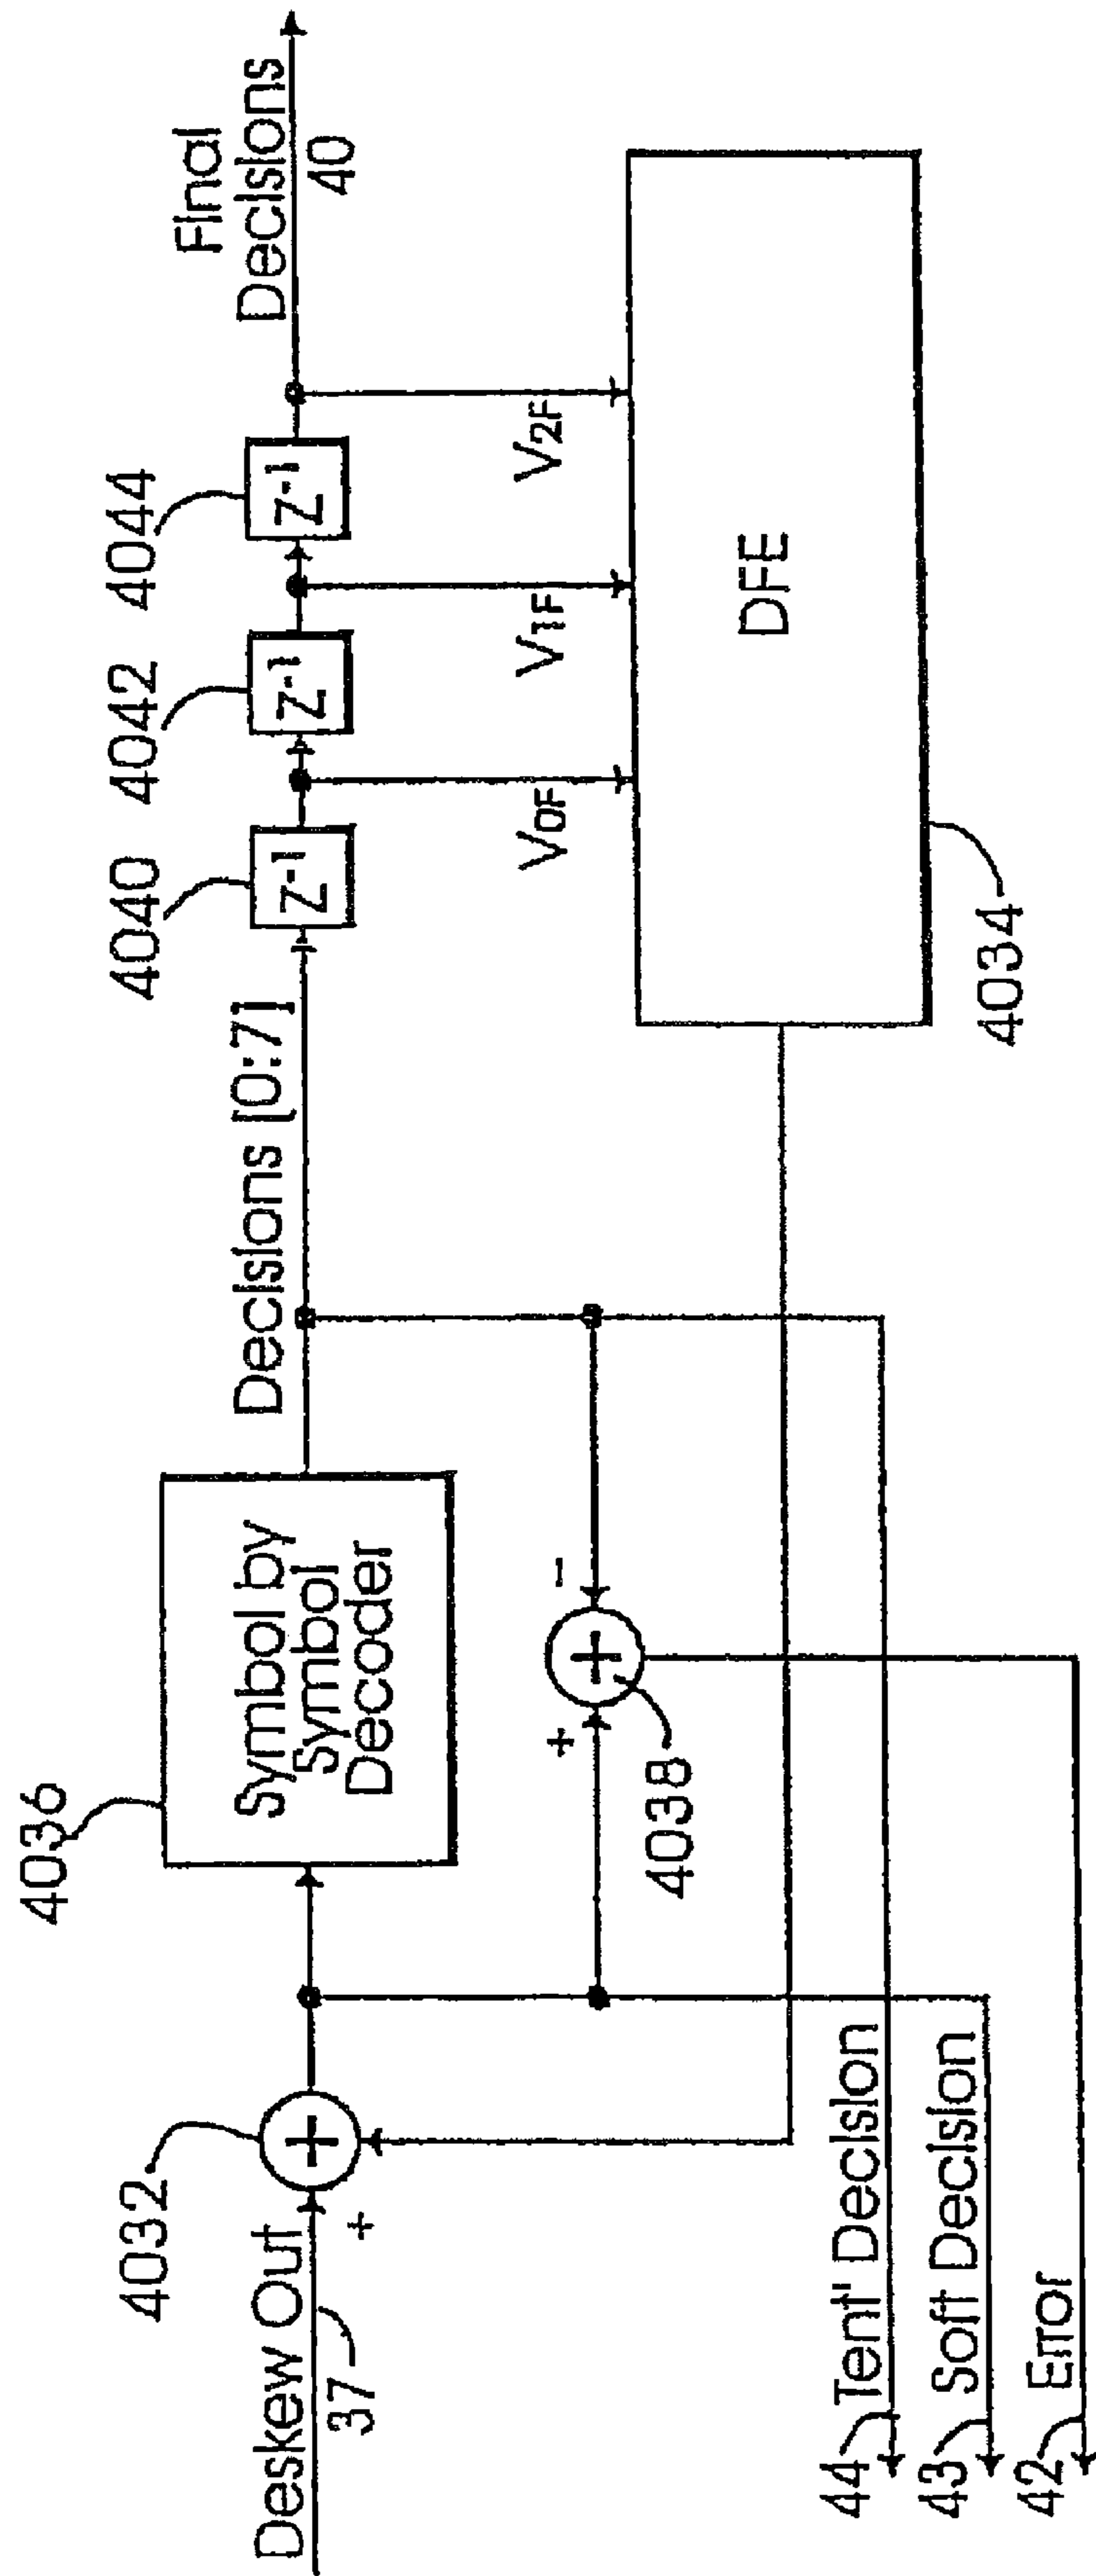 Deskew Out
37
+
4032
+
4036
Symbol by
Symbol
Decoder
Decisions [0:7]
4040
Z-1
4042
Z-1
4044
Z-1
Final
Decisions
40
V0F
V1F
V2F
DFE
4034
+
-
+
4038
44
Tent' Decision
43
Soft Decision
42
Error